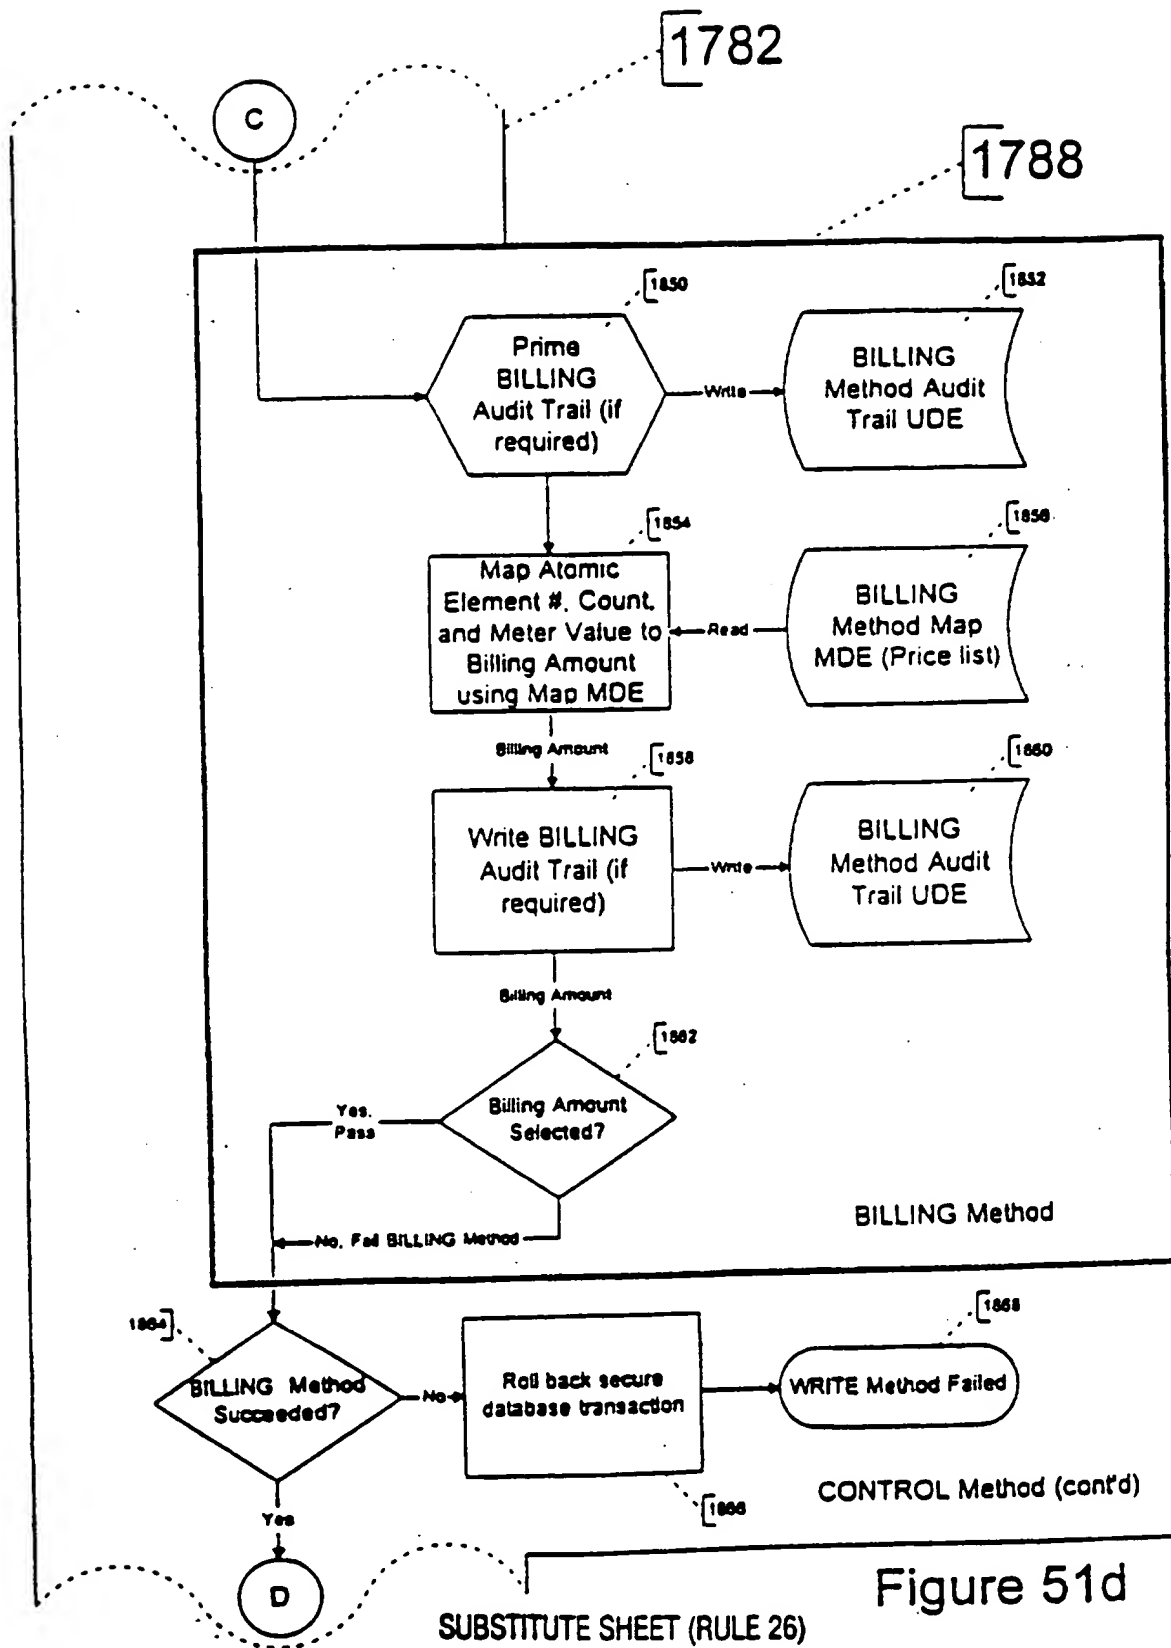 1782
C
1788
1850
1852
Prime
BILLING
Audit Trail (if
required)
Write
BILLING
Method Audit
Trail UDE
1854
1856
Map Atomic
Element #, Count,
and Meter Value to
Billing Amount
using Map MDE
Read
BILLING
Method Map
MDE (Price list)
Billing Amount
1858
1860
Write BILLING
Audit Trail (if
required)
Write
BILLING
Method Audit
Trail UDE
Billing Amount
1862
Billing Amount
Selected?
Yes,
Pass
No, Fail BILLING Method
BILLING Method
1864
1868
BILLING Method
Succeeded?
No
Roll back secure
database transaction
WRITE Method Failed
1866
CONTROL Method (cont'd)
Yes
D
Figure 51d
SUBSTITUTE SHEET (RULE 26)